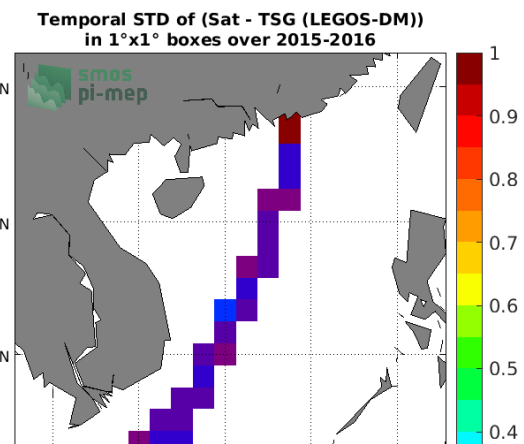 Temporal STD of (Sat - TSG (LEGOS-DM))
in 1°x1° boxes over 2015-2016
smos
pi-mep
N
N
N
1
0.9
0.8
0.7
0.6
0.5
0.4